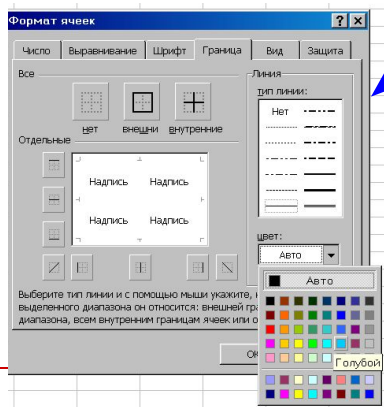 Формат ячеек
Число Выравнивание Шрифт Граница Вид Защита
Все
нет внешни внутренние
Отдельные
Надпись Надпись
Надпись Надпись
Линия
тип линии:
Нет
цвет:
Авто
Авто
Голубой
Выберите тип линии и с помощью мыши укажите,
выделенного диапазона он относится: внешней
диапазона, всем внутренним границам ячеек или